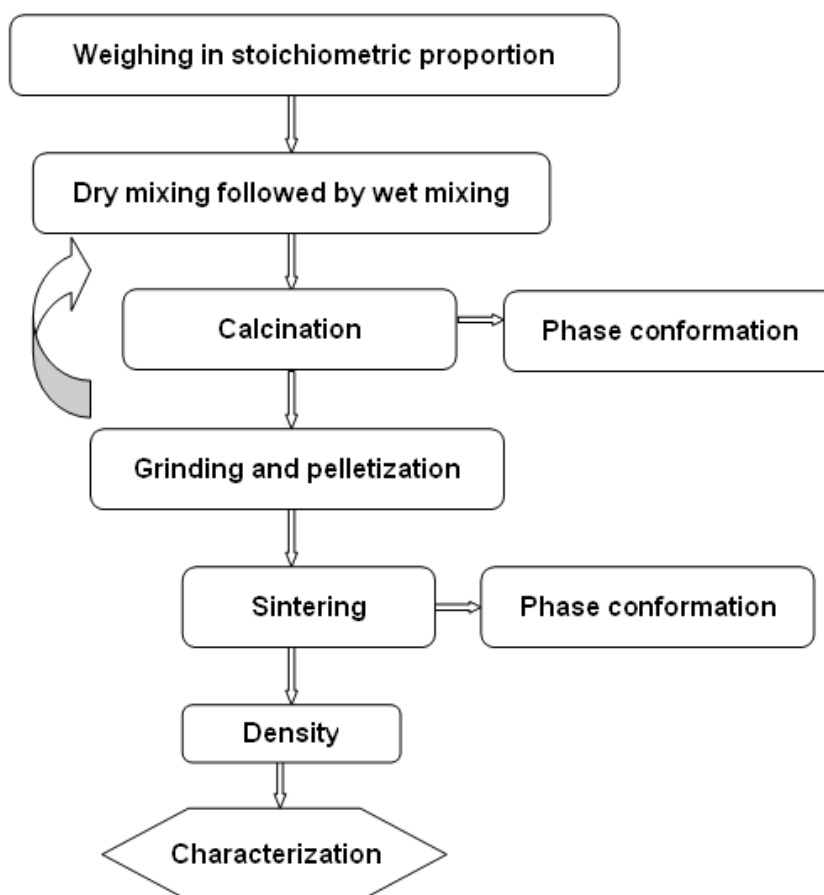 Weighing in stoichiometric proportion
Dry mixing followed by wet mixing
Calcination
Phase conformation
Grinding and pelletization
Sintering
Phase conformation
Density
Characterization